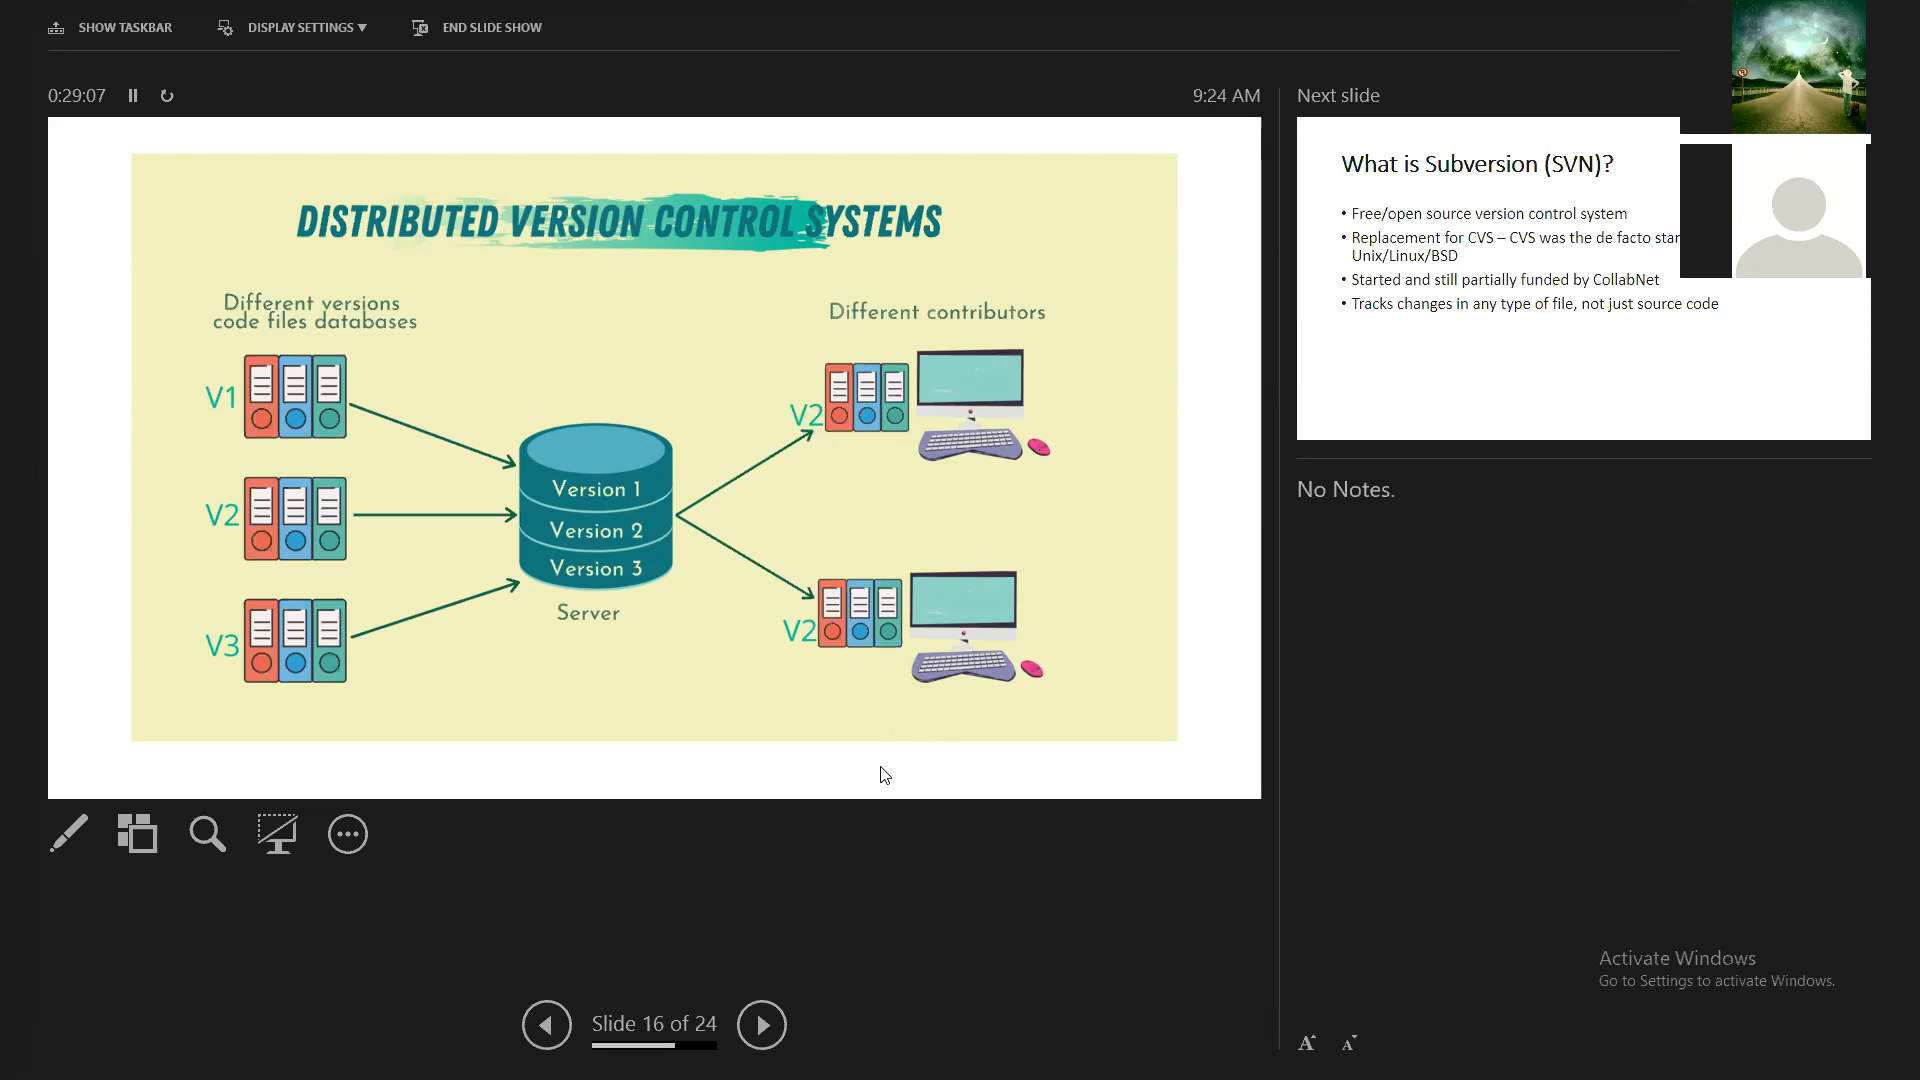 SHOW TASKBAR
DISPLAY SETTINGS ▼
END SLIDE SHOW
0:29:07
9:24 AM
DISTRIBUTED VERSION CONTROL SYSTEMS
Different versions
code files databases
Different contributors
V1
V2
V3
Version 1
Version 2
Version 3
Server
V2
V2
Slide 16 of 24
Next slide
What is Subversion (SVN)?
• Free/open source version control system
• Replacement for CVS – CVS was the de facto
Unix/Linux/BSD
• Started and still partially funded by CollabNet
• Tracks changes in any type of file, not just source code
No Notes.
Activate Windows
Go to Settings to activate Windows.
A A